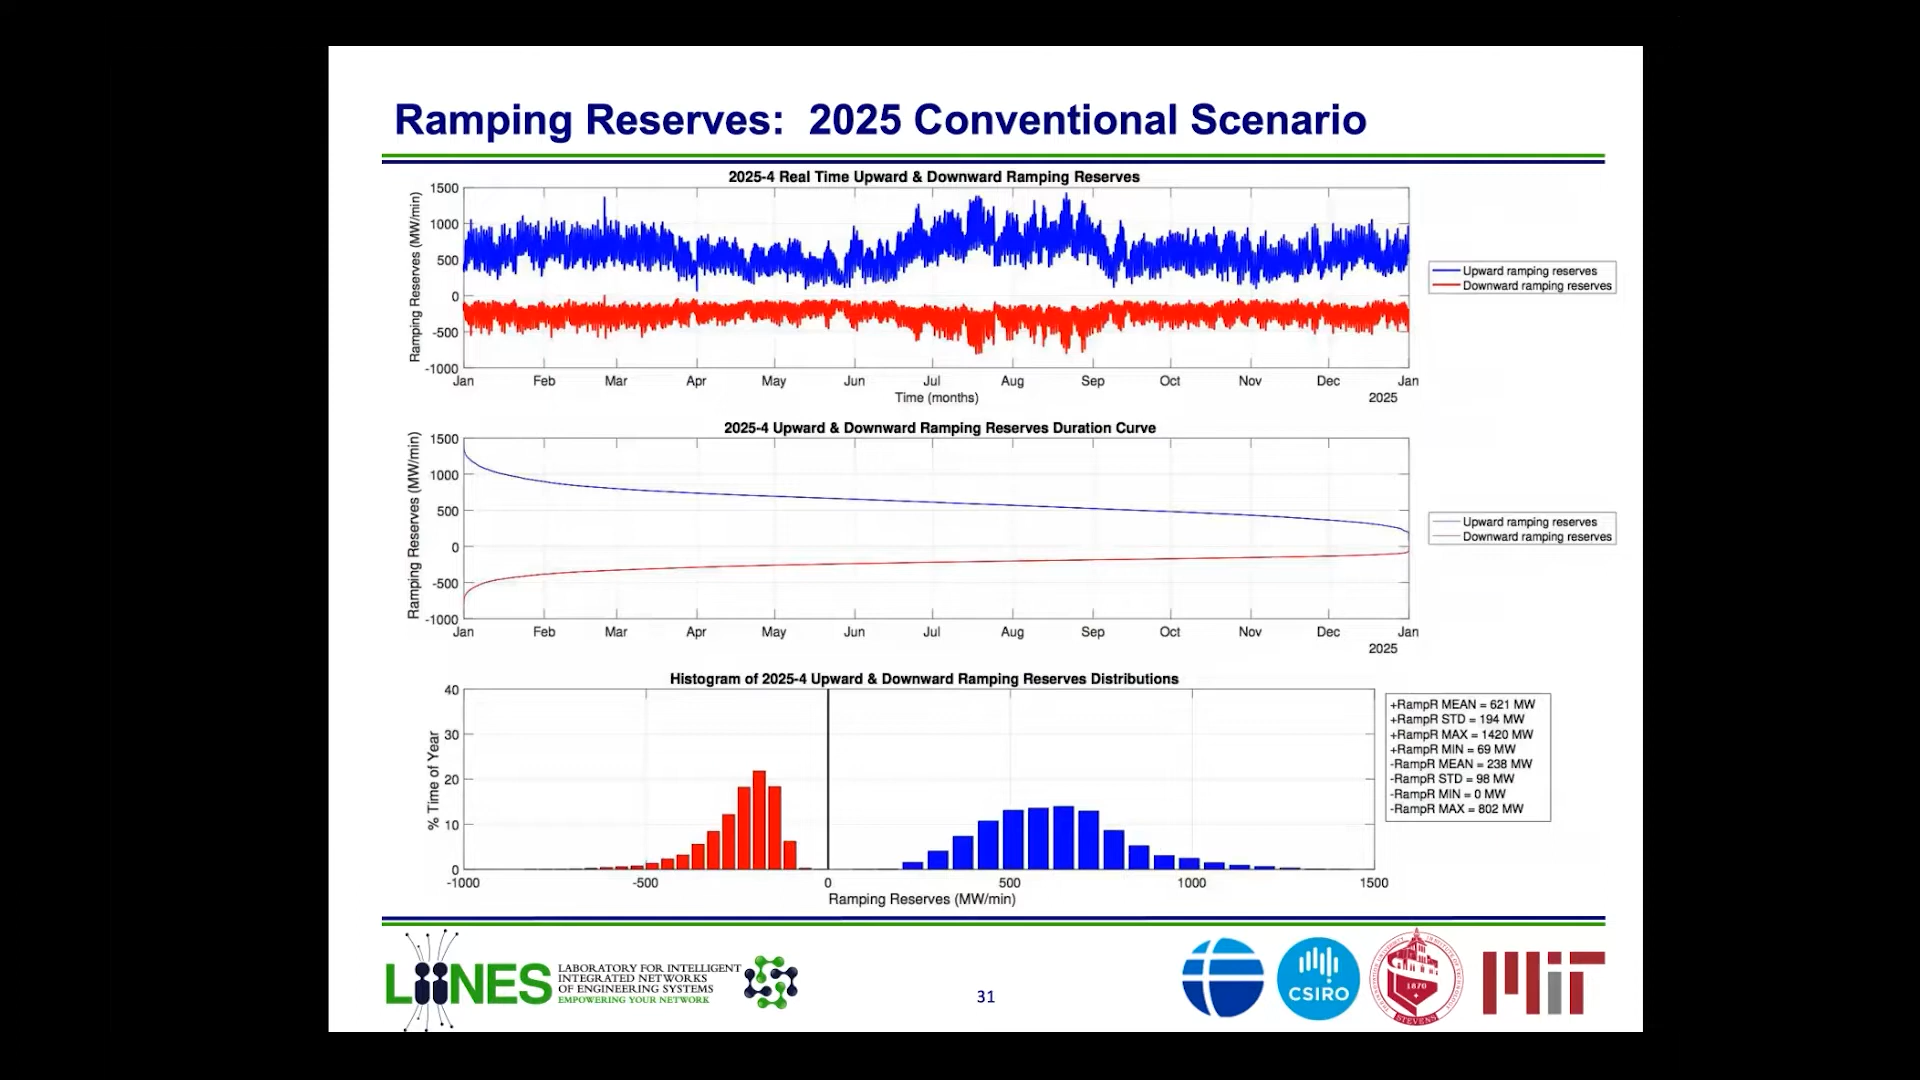 Ramping Reserves:  2025 Conventional Scenario
2025-4 Real Time Upward & Downward Ramping Reserves
Ramping Reserves (MW/min)
1500
1000
500
0
-500
-1000
Jan Feb Mar Apr May Jun Jul Aug Sep Oct Nov Dec Jan
Time (months)
2025
Upward ramping reserves
Downward ramping reserves
2025-4 Upward & Downward Ramping Reserves Duration Curve
Ramping Reserves (MW/min)
1500
1000
500
0
-500
-1000
Jan Feb Mar Apr May Jun Jul Aug Sep Oct Nov Dec Jan
2025
Upward ramping reserves
Downward ramping reserves
Histogram of 2025-4 Upward & Downward Ramping Reserves Distributions
% Time of Year
40
30
20
10
0
-1000 -500 0 500 1000 1500
Ramping Reserves (MW/min)
+RampR MEAN = 621 MW
+RampR STD = 194 MW
+RampR MAX = 1420 MW
+RampR MIN = 69 MW
-RampR MEAN = 238 MW
-RampR STD = 98 MW
-RampR MIN = 0 MW
-RampR MAX = 802 MW
LIINES
LABORATORY FOR INTELLIGENT
INTEGRATED NETWORKS
OF ENGINEERING SYSTEMS
EMPOWERING YOUR NETWORK
31
CSIRO
1870
STEVENS
MIT